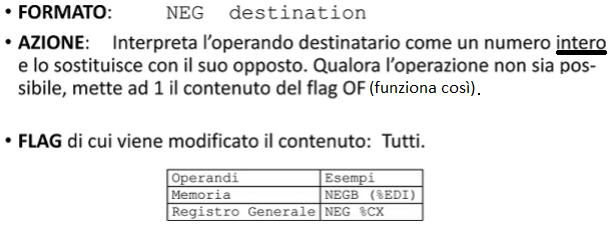 • FORMATO: NEG destination
• AZIONE: Interpreta l'operando destinatario come un numero intero
e lo sostituisce con il suo opposto. Qualora l'operazione non sia pos-
sibile, mette ad 1 il contenuto del flag OF (funziona così).
• FLAG di cui viene modificato il contenuto: Tutti.
Operandi Esempi
Memoria NEGB (%EDI)
Registro Generale NEG %CX